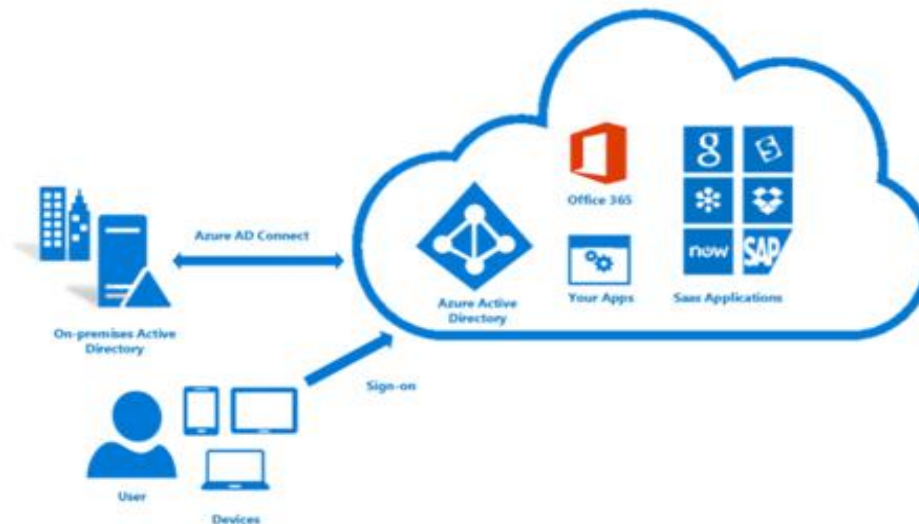 Office 365
Azure AD Connect
now
SAP
Azure Active
Directory
Your Apps
Saas Applications
On-premises Active
Directory
Sign-on
User
Devices